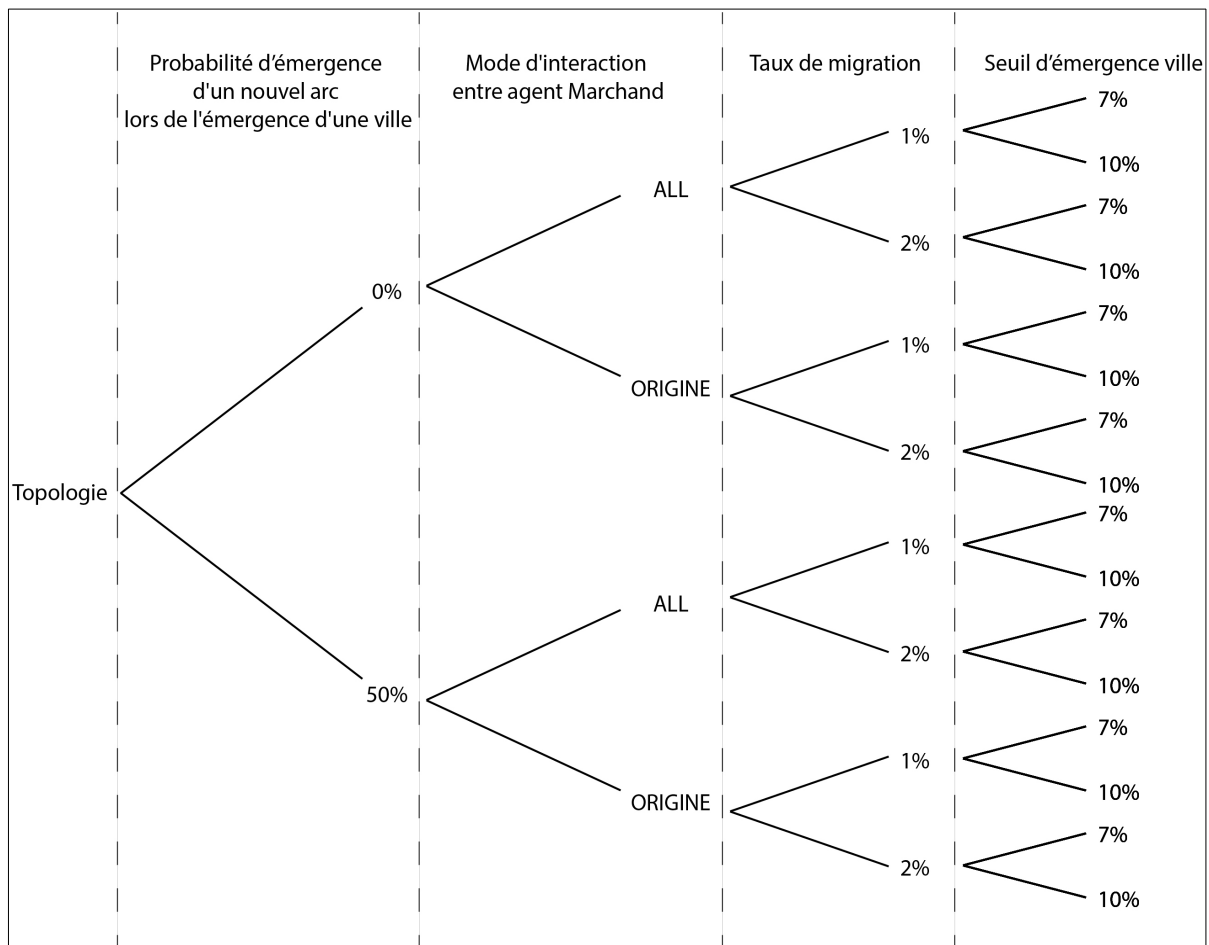 Probabilité d’émergence
d'un nouvel arc
lors de l'émergence d'une ville
Mode d'interaction
entre agent Marchand
Taux de migration
Seuil d’émergence ville
Topologie
0%
50%
ALL
ORIGINE
ALL
ORIGINE
1%
2%
1%
2%
1%
2%
1%
2%
7%
10%
7%
10%
7%
10%
7%
10%
7%
10%
7%
10%
7%
10%
7%
10%